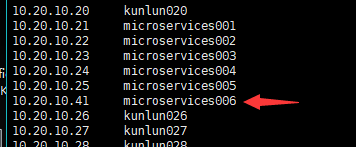 10.20.10.20 kunlun020
10.20.10.21 microservices001
10.20.10.22 microservices002
10.20.10.23 microservices003
10.20.10.24 microservices004
10.20.10.25 microservices005
10.20.10.41 microservices006
10.20.10.26 kunlun026
10.20.10.27 kunlun027
10.20.10.28 kunlun028